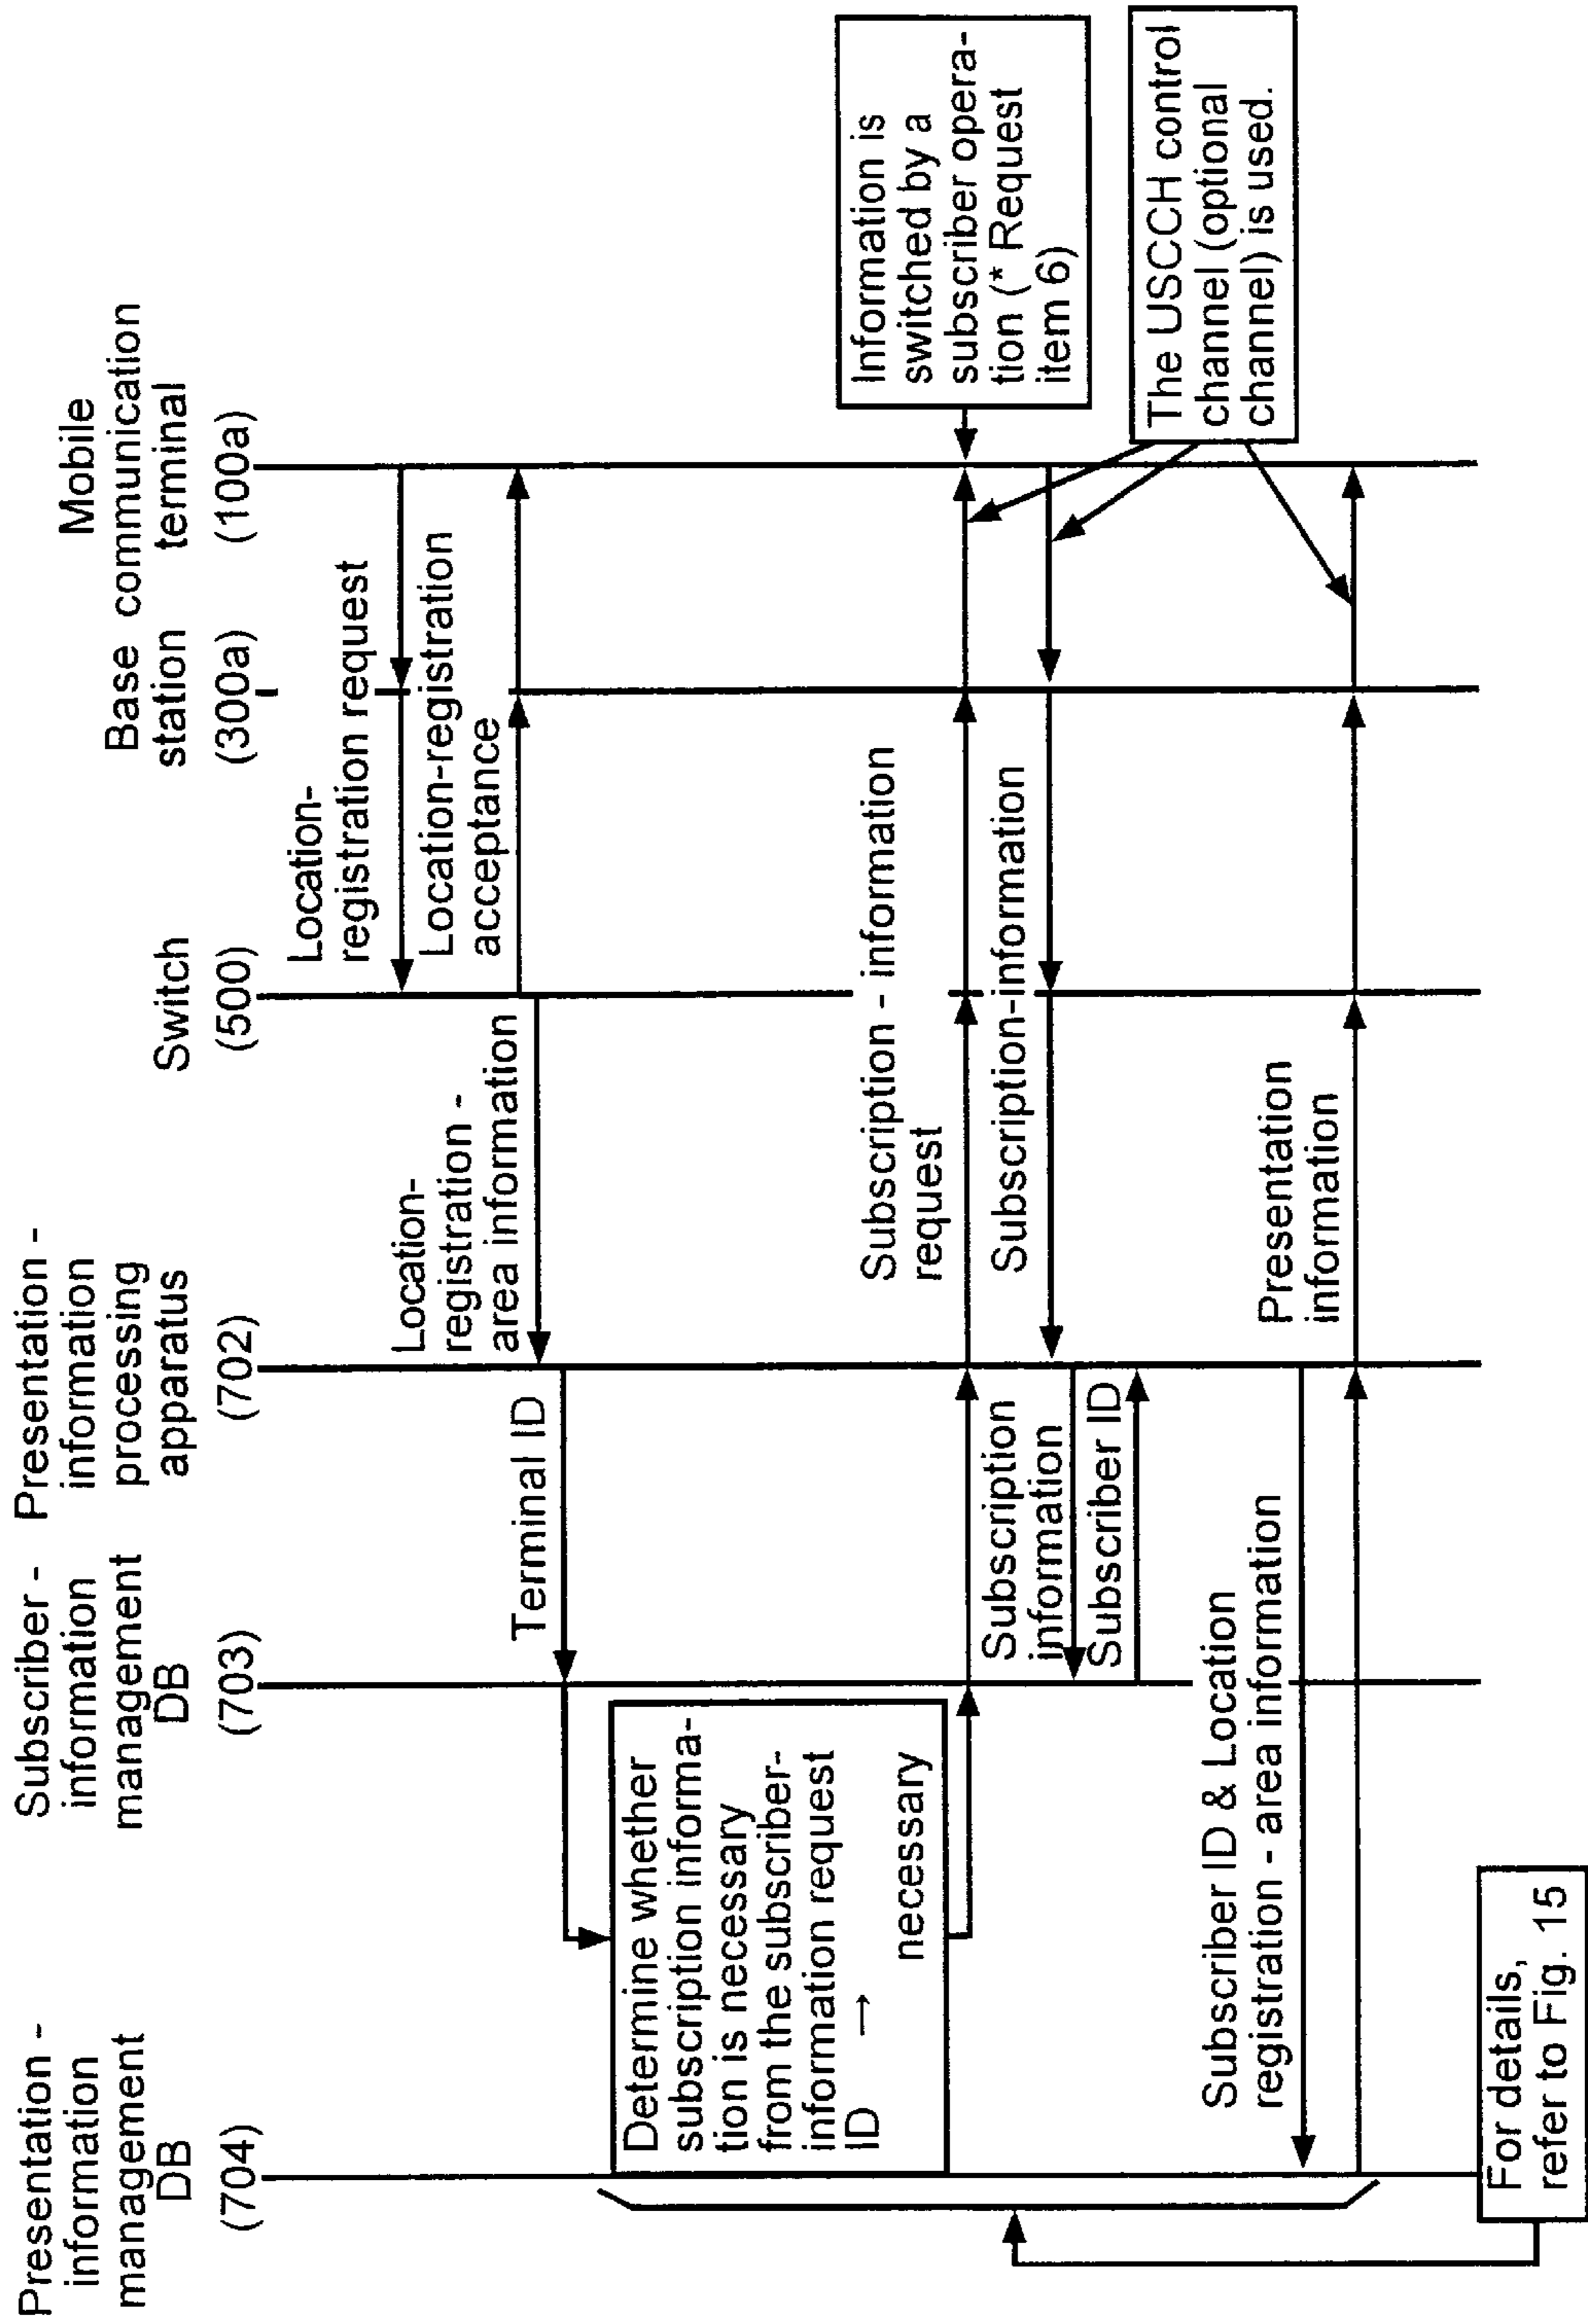 Presentation -
information
management
DB
(704)
Subscriber -
information
management
DB
(703)
Presentation -
information
processing
apparatus
(702)
Switch
(500)
Base
station
(300a)
Mobile
communication
terminal
(100a)
Location-
registration request
Location-registration
acceptance
Location-
registration -
area information
Terminal ID
Determine whether
subscription informa-
tion is necessary
from the subscriber-
information request
ID →
necessary
Subscription - information
request
Information is
switched by a
subscriber opera-
tion (* Request
item 6)
Subscription-information
The USCCH control
channel (optional
channel) is used.
Subscription
information
Subscriber ID
Subscriber ID & Location
registration - area information
Presentation
information
For details,
refer to Fig. 15